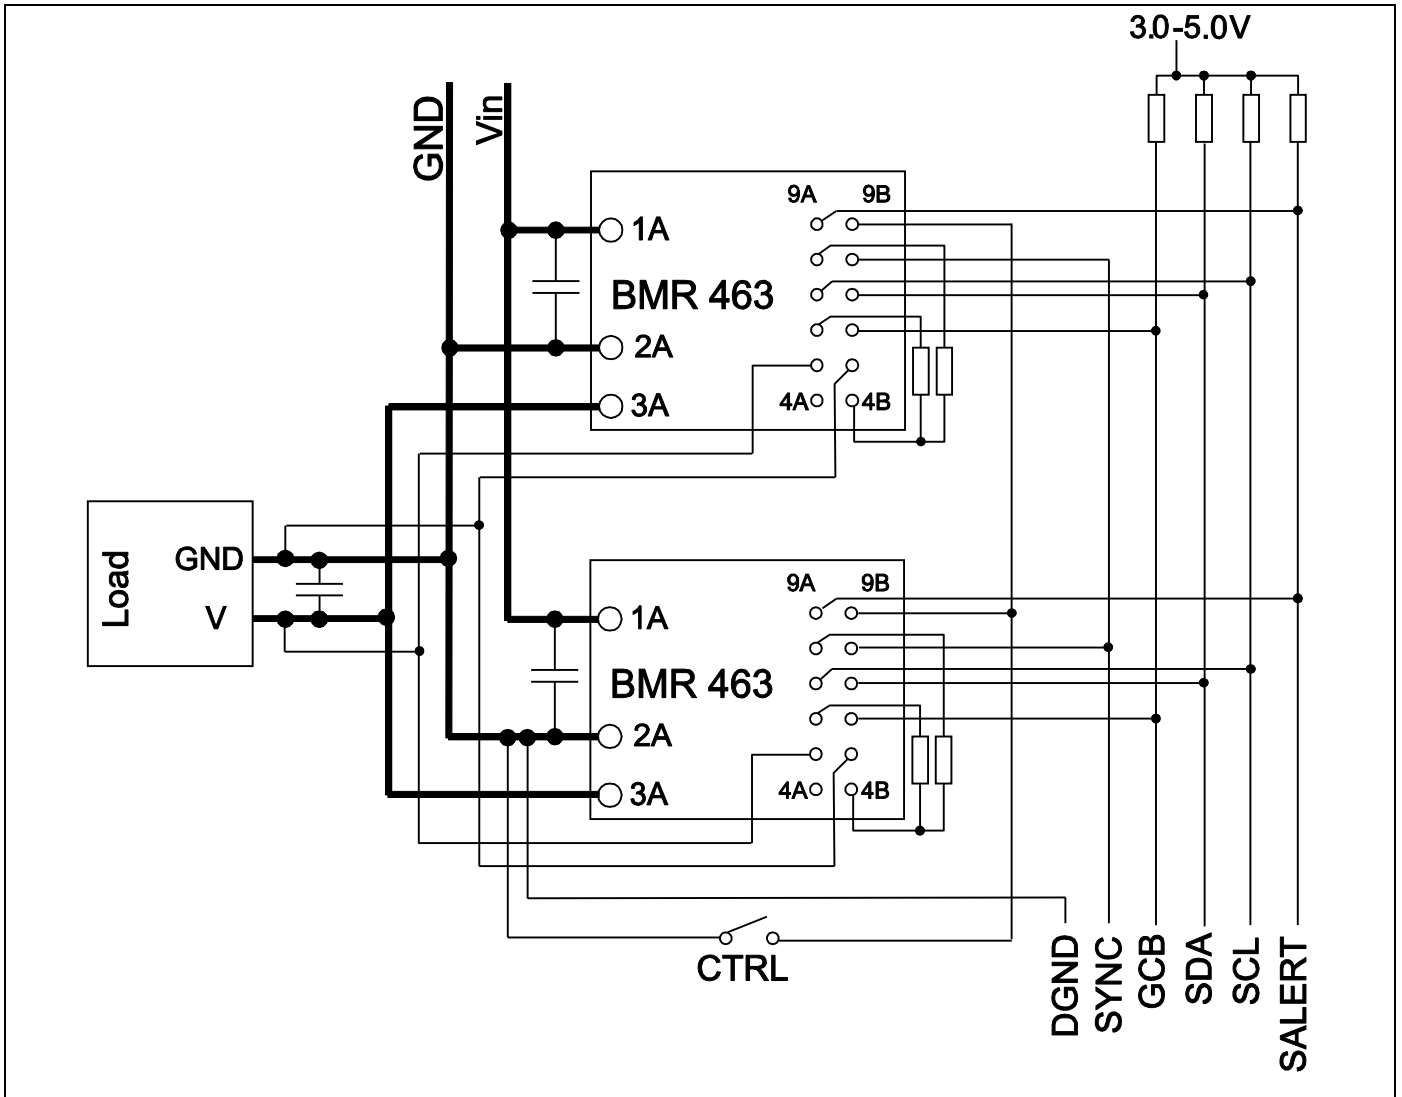 3.0-5.0V
GND
Vin
9A 9B
1A
BMR 463
2A
3A
4A 4B
Load
GND
V
9A 9B
1A
BMR 463
2A
3A
4A 4B
CTRL
DGND
SYNC
GCB
SDA
SCL
SALERT